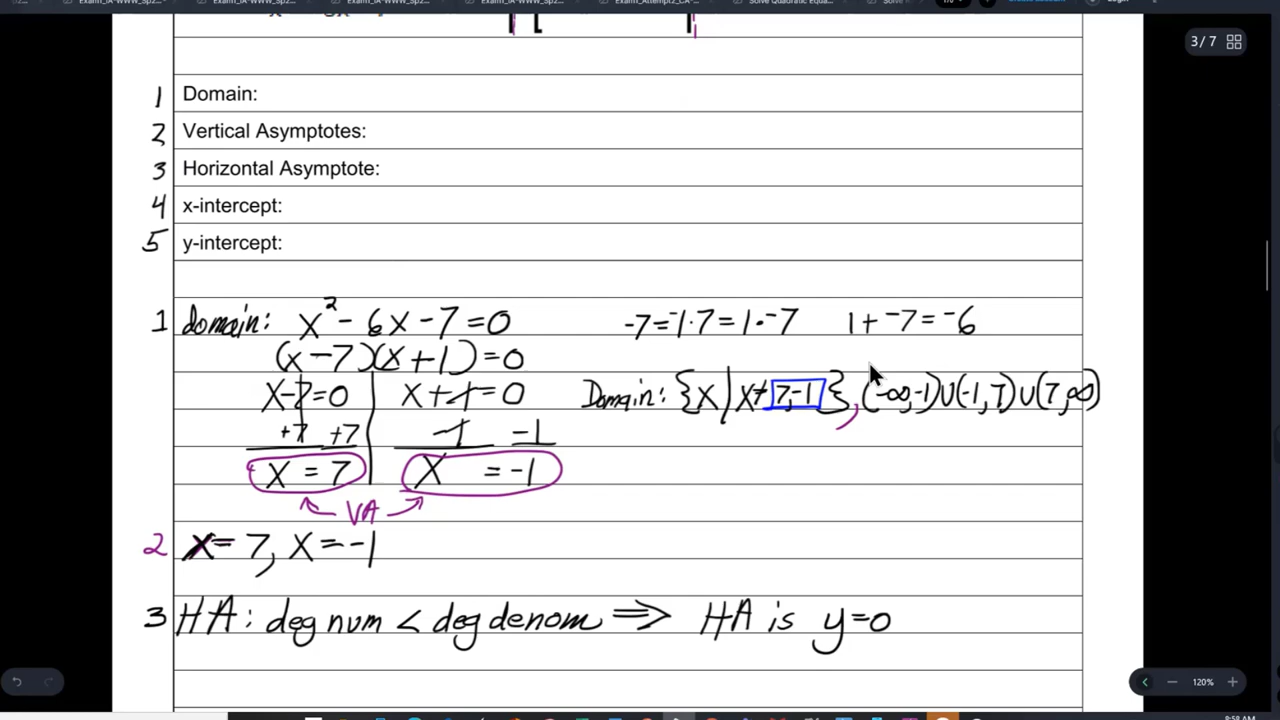 3/7
1 Domain:
2 Vertical Asymptotes:
3 Horizontal Asymptote:
4 x-intercept:
5 y-intercept:
1 domain: x² - 6x - 7 = 0 -7 = -1·7 = 1·-7 1 + -7 = -6
(x - 7)(x + 1) = 0
x - 7 = 0 | x + 1 = 0 Domain: {x | x ≠ 7, -1}, (-∞, -1) ∪ (-1, 7) ∪ (7, ∞)
+7 +7 -1 -1
x = 7 x = -1
VA
2 x = 7, x = -1
3 HA: deg num < deg denom ⇒ HA is y = 0
120%